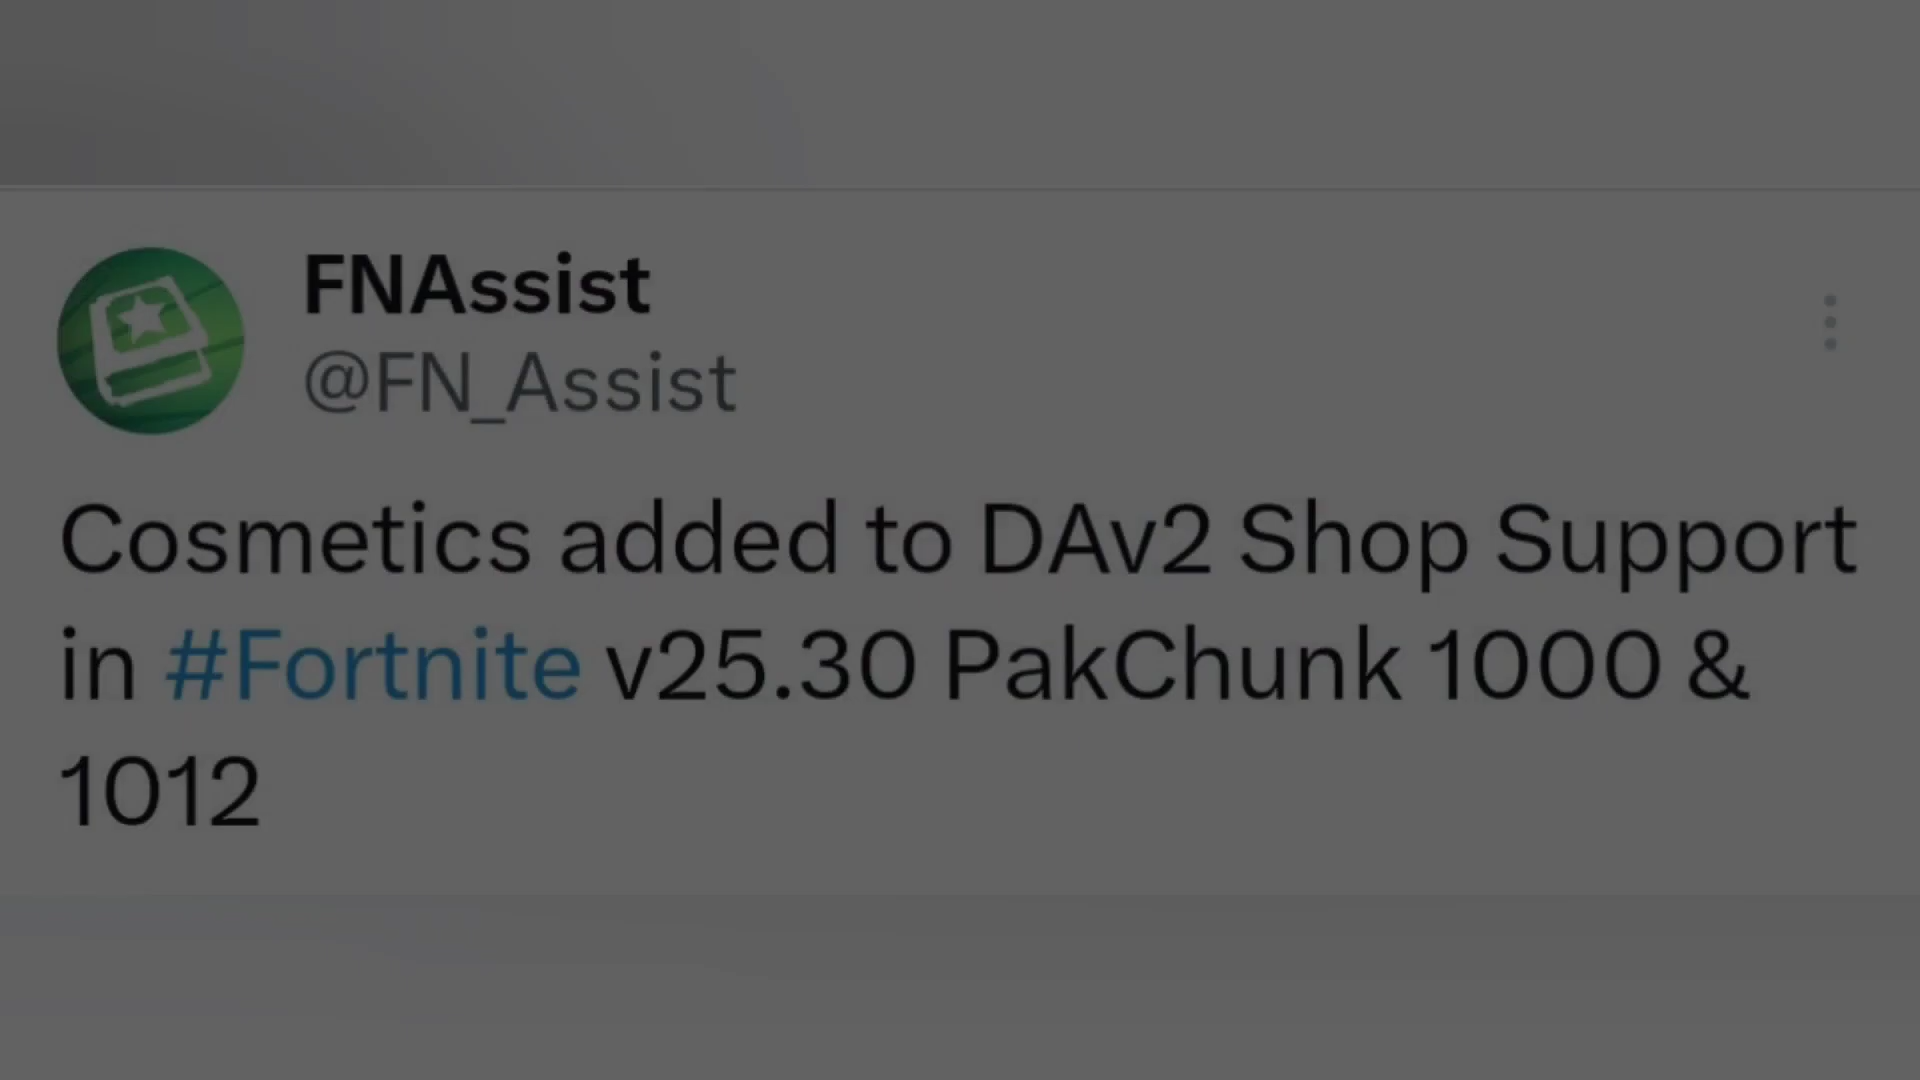 FNAssist
@FN_Assist
Cosmetics added to DAv2 Shop Support
in #Fortnite v25.30 PakChunk 1000 &
1012